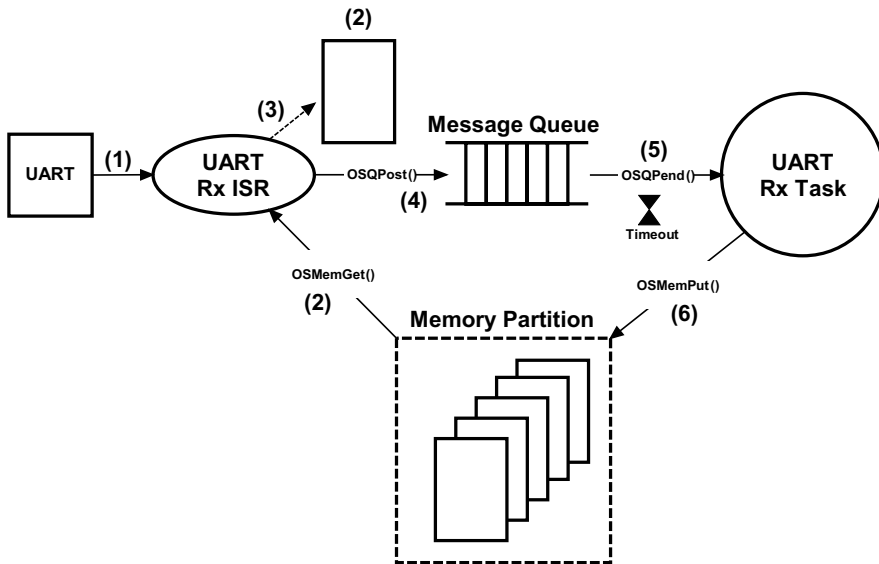 (2)
(3)
Message Queue
(5)
UART
(1)
UART
Rx ISR
OSQPost()
(4)
OSQPend()
Timeout
UART
Rx Task
OSMemGet()
(2)
OSMemPut()
(6)
Memory Partition